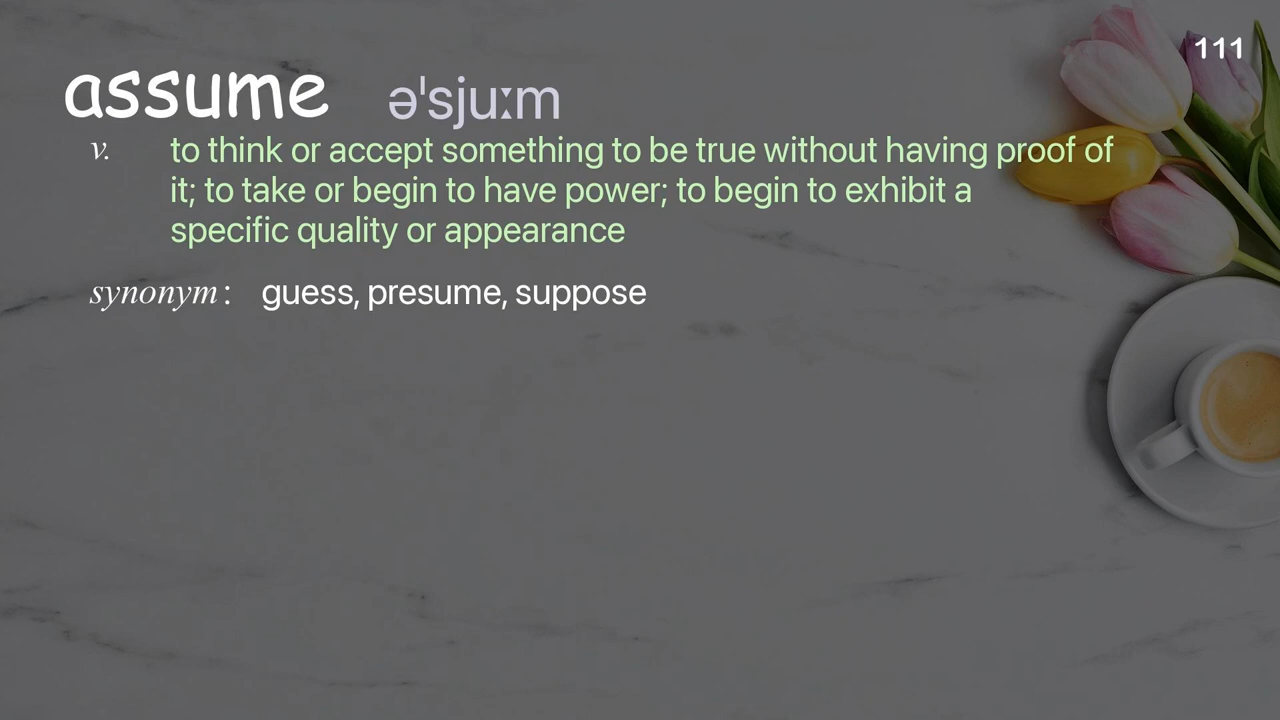 111
assume əˈsjuːm
v. to think or accept something to be true without having proof of
it; to take or begin to have power; to begin to exhibit a
specific quality or appearance
synonym: guess, presume, suppose